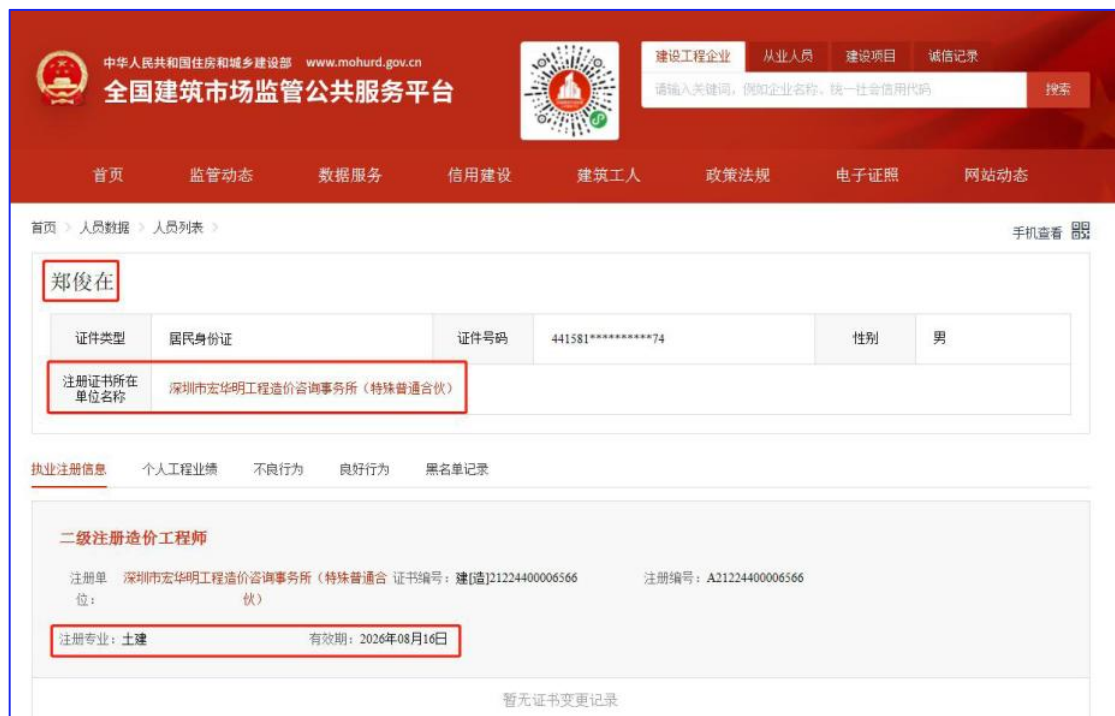 中华人民共和国住房和城乡建设部 www.mohurd.gov.cn
全国建筑市场监管公共服务平台
建设工程企业 从业人员 建设项目 诚信记录
请输入关键词，例如企业名称、统一社会信用代码 搜索
首页 监管动态 数据服务 信用建设 建筑工人 政策法规 电子证照 网站动态
首页 > 人员数据 > 人员列表 >
手机查看
郑俊在
证件类型 居民身份证 证件号码 441581**********74 性别 男
注册证书所在
单位名称
深圳市宏华明工程造价咨询事务所（特殊普通合伙）
执业注册信息 个人工程业绩 不良行为 良好行为 黑名单记录
二级注册造价工程师
注册单 深圳市宏华明工程造价咨询事务所（特殊普通合 证书编号：建[造]21224400006566 注册编号：A21224400006566
位： 伙）
注册专业：土建 有效期：2026年08月16日
暂无证书变更记录